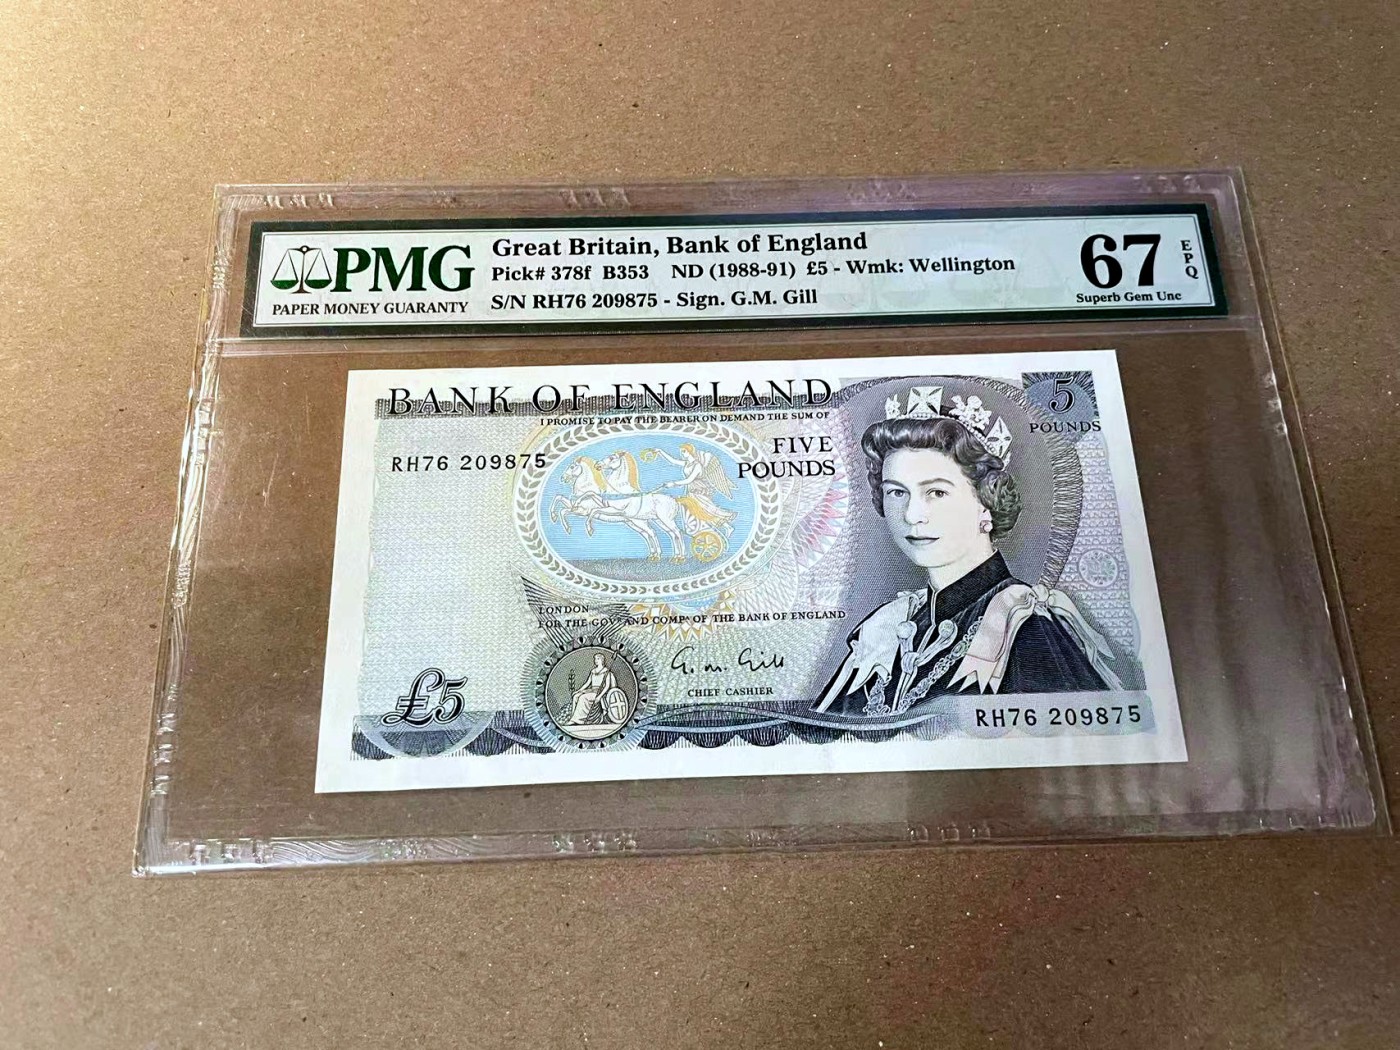 PMG
PAPER MONEY GUARANTY
Great Britain, Bank of England
Pick# 378f B353 ND (1988-91) £5 - Wmk: Wellington
S/N RH76 209875 - Sign. G.M. Gill
67
EPQ
Superb Gem Unc
BANK OF ENGLAND
I PROMISE TO PAY THE BEARER ON DEMAND THE SUM OF
5
POUNDS
RH76 209875
FIVE
POUNDS
LONDON
FOR THE GOVR AND COMPA OF THE BANK OF ENGLAND
G. M. Gill
CHIEF CASHIER
£5
RH76 209875